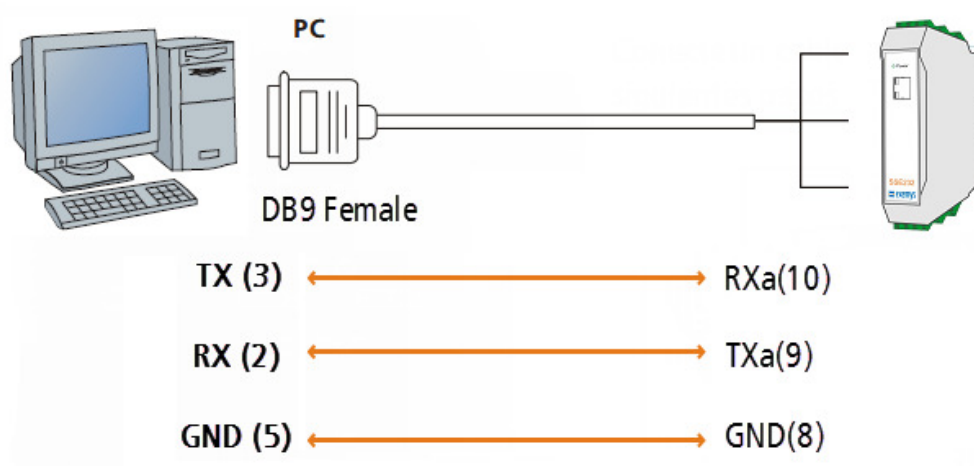 PC
DB9 Female
TX (3)
RXa(10)
RX (2)
TXa(9)
GND (5)
GND(8)